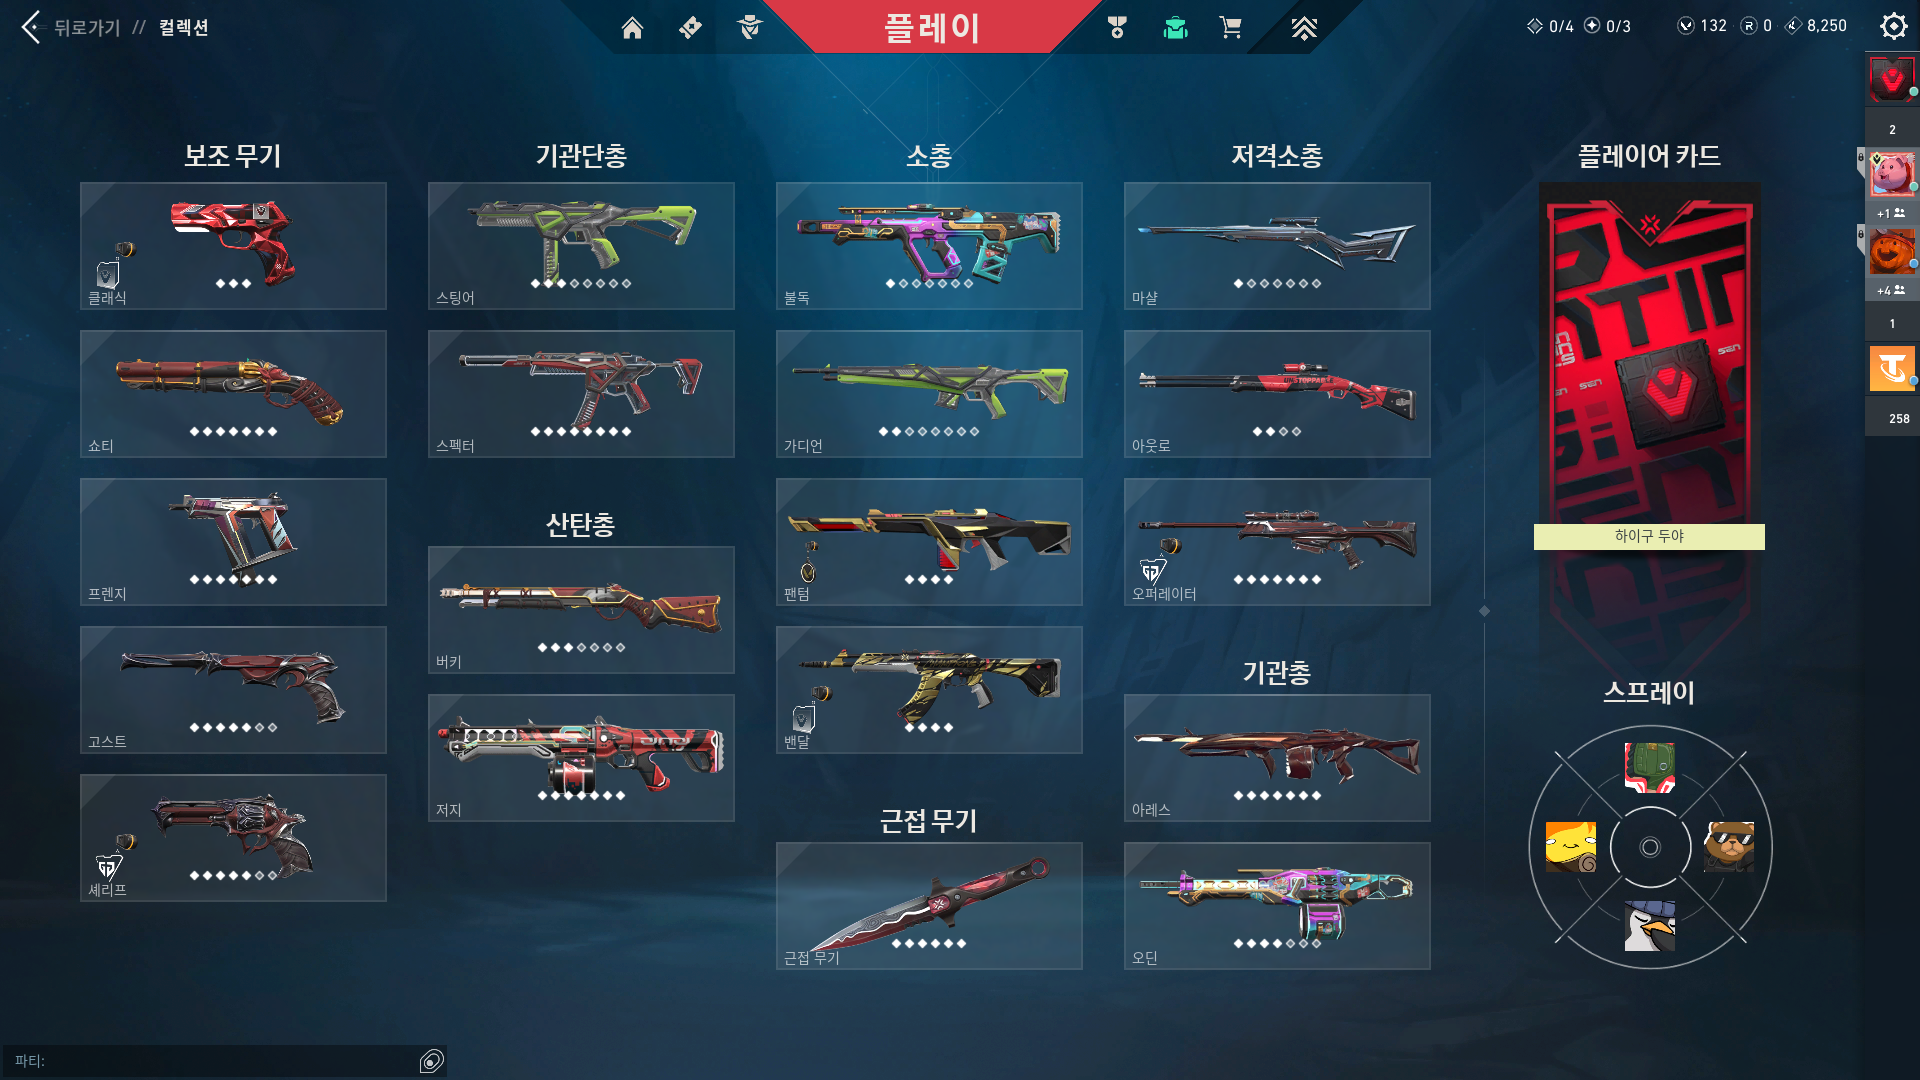 뒤로가기 // 컬렉션
플레이
0/4 0/3 132 0 8,250
보조 무기
클래식
쇼티
프렌지
고스트
셰리프
기관단총
스팅어
스펙터
산탄총
버키
저지
소총
불독
가디언
팬텀
밴달
근접 무기
근접 무기
저격소총
마샬
아웃로
오퍼레이터
기관총
아레스
오딘
플레이어 카드
하이구 두야
스프레이
2
+1
+4
1
258
파티: